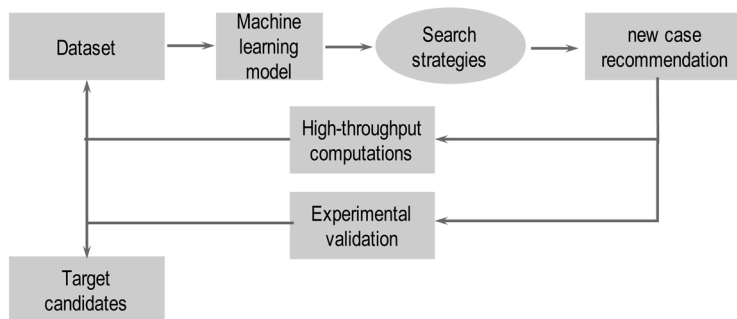 Dataset
Machine
learning
model
Search
strategies
new case
recommendation
High-throughput
computations
Experimental
validation
Target
candidates